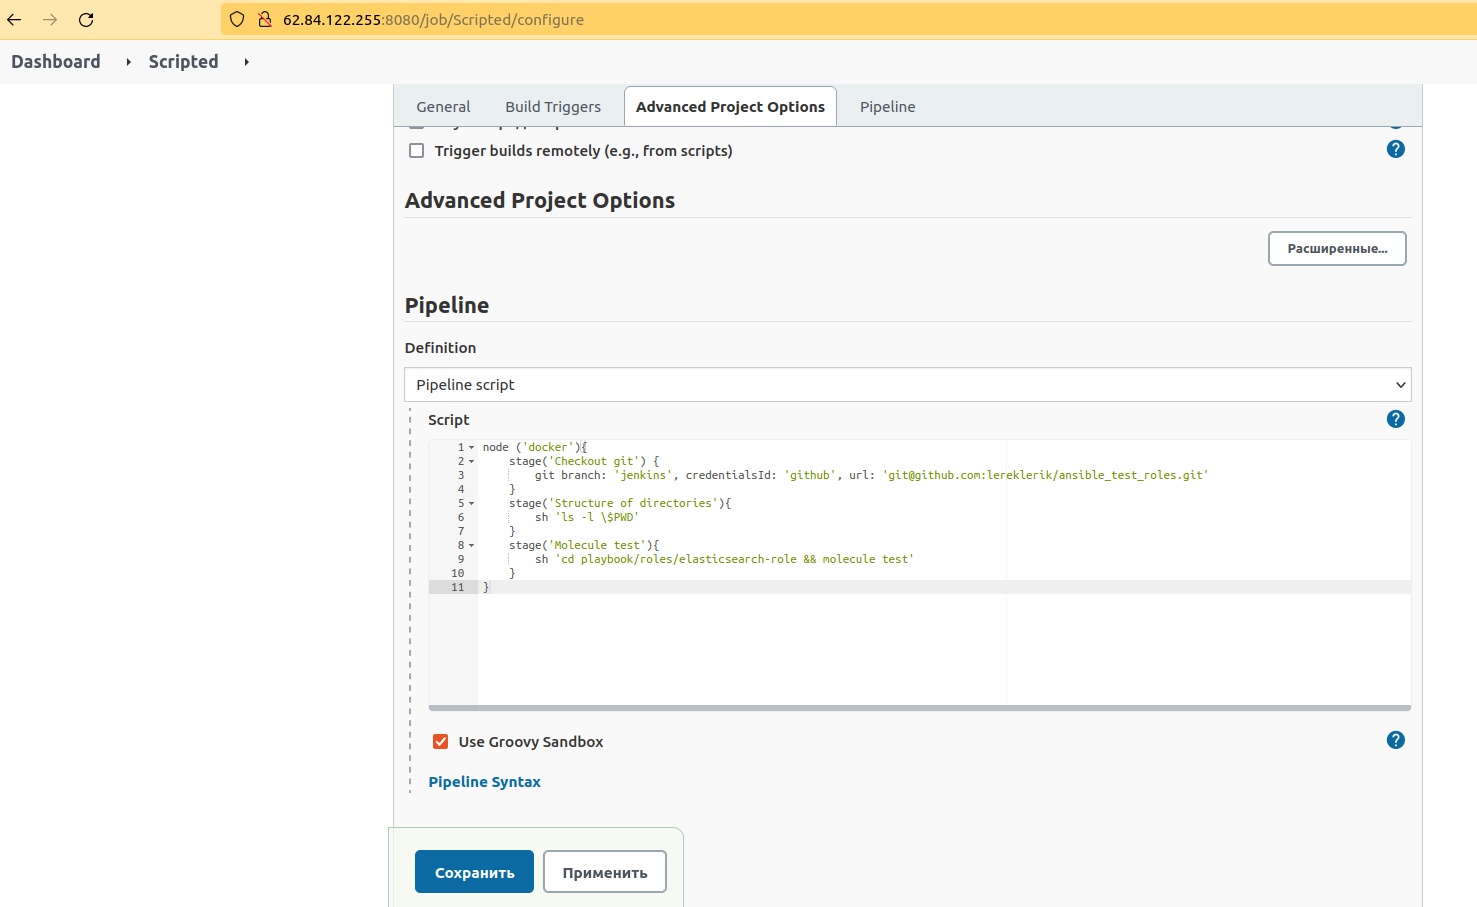 62.84.122.255:8080/job/Scripted/configure
Dashboard Scripted
General Build Triggers Advanced Project Options Pipeline
Trigger builds remotely (e.g., from scripts)
Advanced Project Options
Расширенные...
Pipeline
Definition
Pipeline script
Script
1 node ('docker'){
2 stage('Checkout git') {
3 git branch: 'jenkins', credentialsId: 'github', url: 'git@github.com:lereklerik/ansible_test_roles.git'
4 }
5 stage('Structure of directories'){
6 sh 'ls -l \$PWD'
7 }
8 stage('Molecule test'){
9 sh 'cd playbook/roles/elasticsearch-role && molecule test'
10 }
11 }
Use Groovy Sandbox
Pipeline Syntax
Сохранить Применить